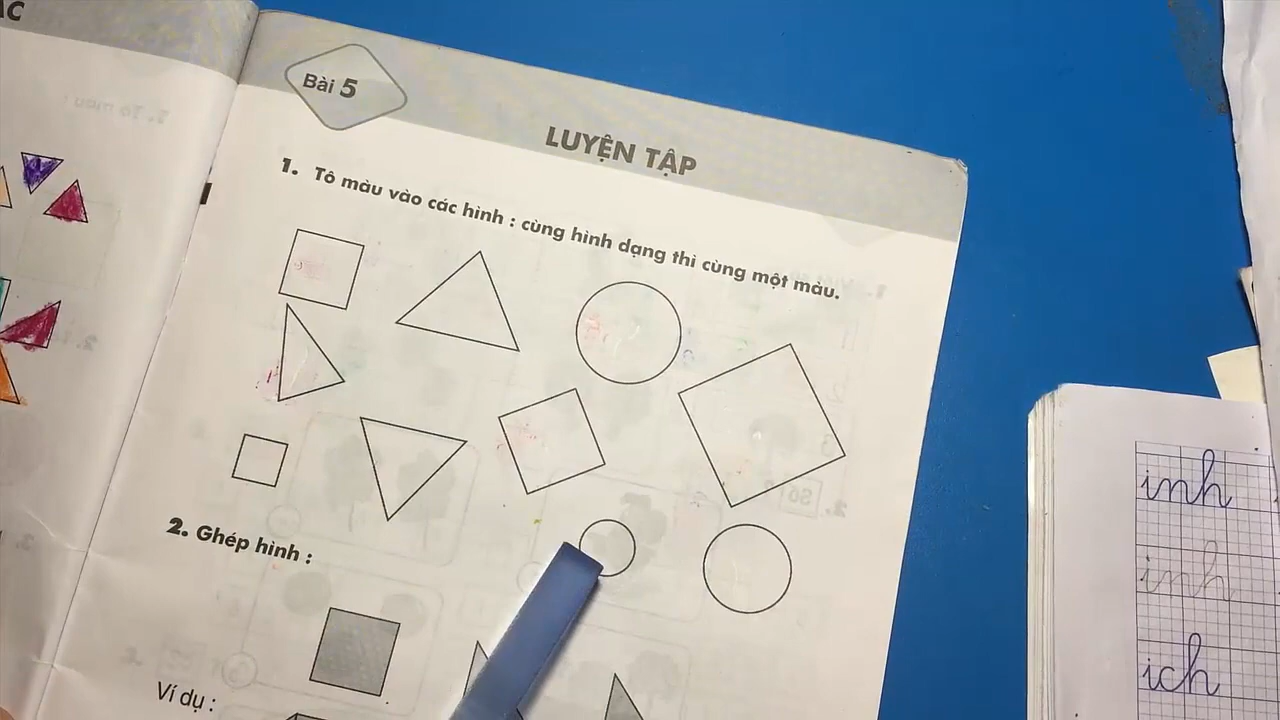 Bài 5
LUYỆN TẬP
1. Tô màu vào các hình : cùng hình dạng thì cùng một màu.
2. Ghép hình :
Ví dụ :
inh
inh
ich